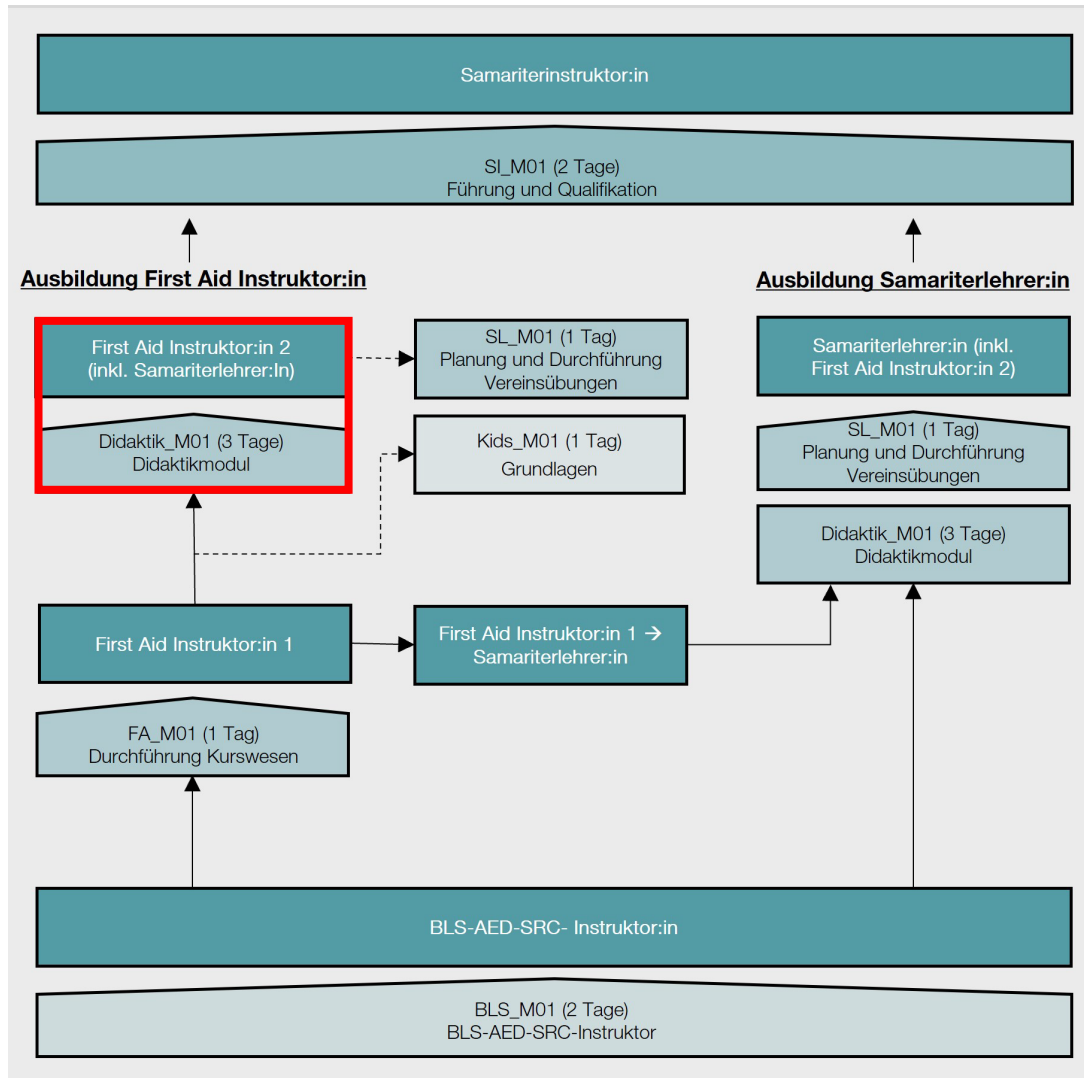 Samariterinstruktor:in
SI_M01 (2 Tage)
Führung und Qualifikation
Ausbildung First Aid Instruktor:in
Ausbildung Samariterlehrer:in
First Aid Instruktor:in 2
(inkl. Samariterlehrer:In)
Didaktik_M01 (3 Tage)
Didaktikmodul
SL_M01 (1 Tag)
Planung und Durchführung
Vereinsübungen
Kids_M01 (1 Tag)
Grundlagen
Samariterlehrer:in (inkl.
First Aid Instruktor:in 2)
SL_M01 (1 Tag)
Planung und Durchführung
Vereinsübungen
Didaktik_M01 (3 Tage)
Didaktikmodul
First Aid Instruktor:in 1
First Aid Instruktor:in 1 →
Samariterlehrer:in
FA_M01 (1 Tag)
Durchführung Kurswesen
BLS-AED-SRC- Instruktor:in
BLS_M01 (2 Tage)
BLS-AED-SRC-Instruktor